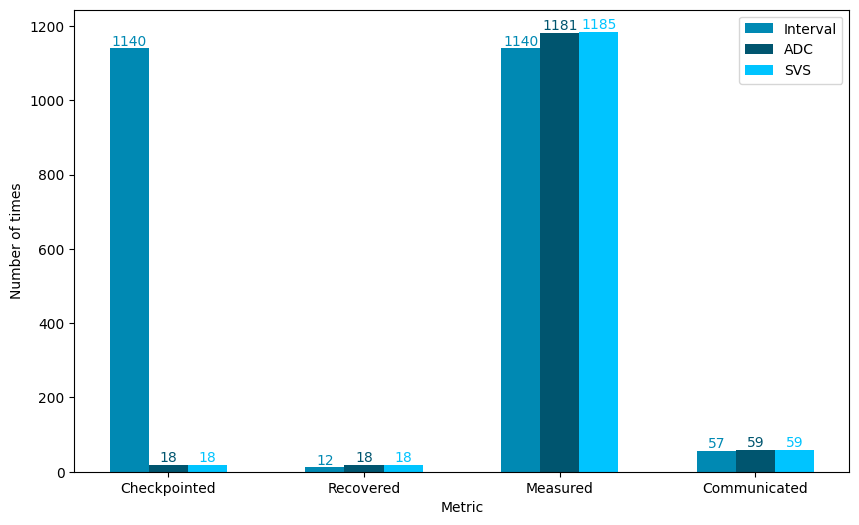 1200
1000
800
600
400
200
0
Number of times
1140
18
18
12
18
18
1140
1181
1185
57
59
59
Checkpointed
Recovered
Measured
Communicated
Metric
Interval
ADC
SVS